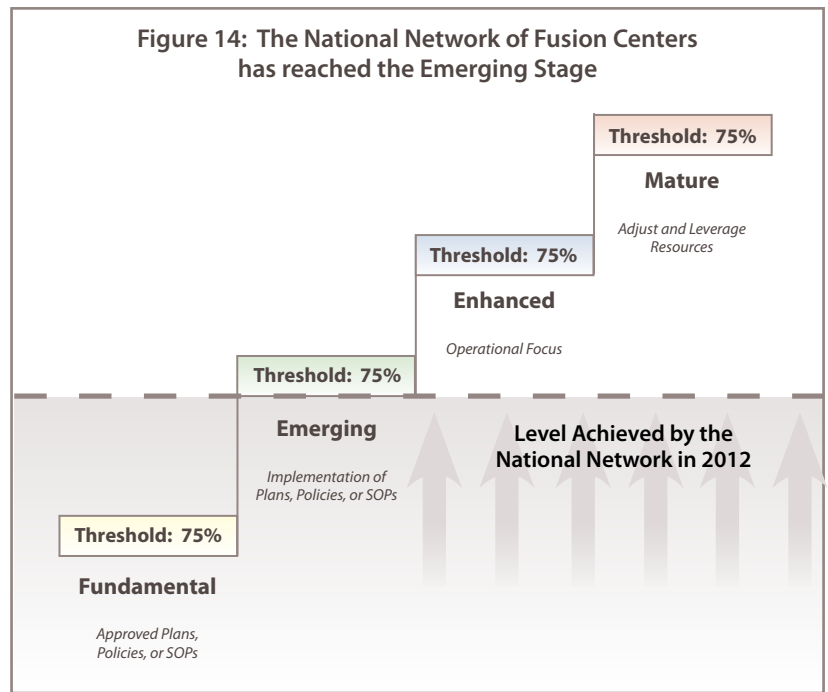 Figure 14: The National Network of Fusion Centers
has reached the Emerging Stage
Threshold: 75%
Mature
Adjust and Leverage
Resources
Threshold: 75%
Enhanced
Operational Focus
Threshold: 75%
Emerging
Implementation of
Plans, Policies, or SOPs
Level Achieved by the
National Network in 2012
Threshold: 75%
Fundamental
Approved Plans,
Policies, or SOPs